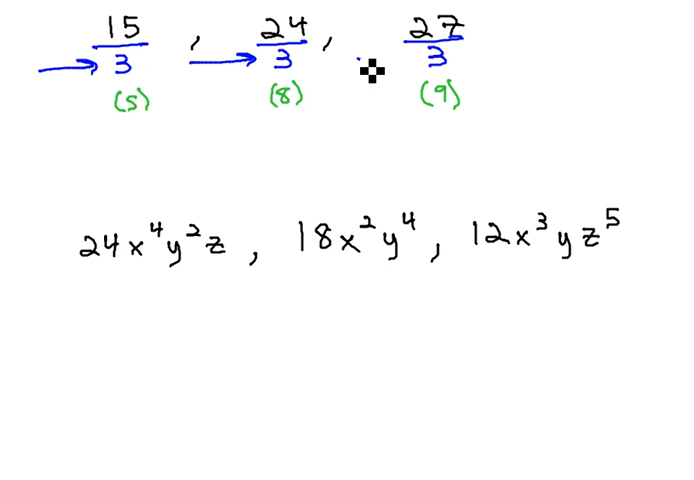 15/3 , 24/3 , 27/3
(5) (8) (9)
24x⁴y²z , 18x²y⁴ , 12x³yz⁵